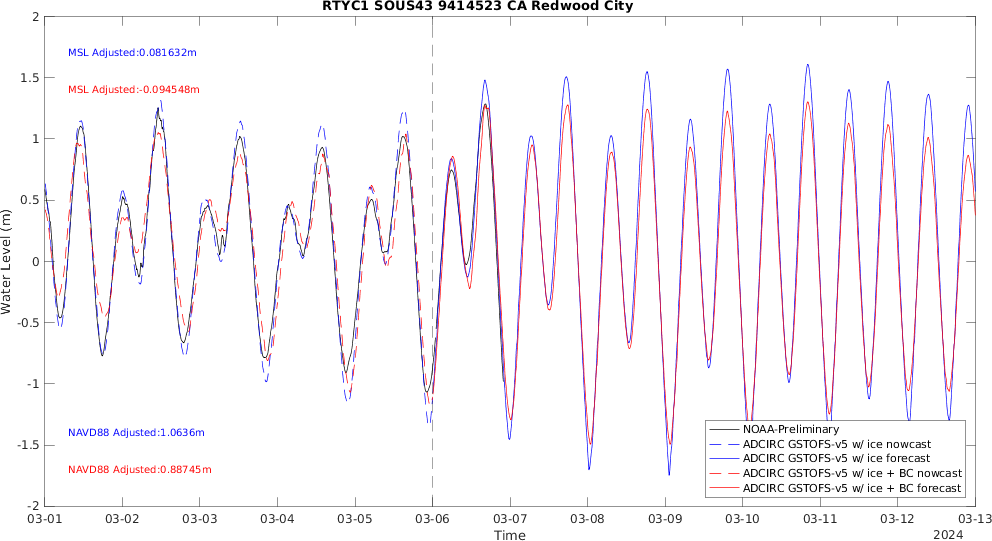 RTYC1 SOUS43 9414523 CA Redwood City
2
1.5
1
0.5
0
-0.5
-1
-1.5
-2
Water Level (m)
MSL Adjusted:0.081632m
MSL Adjusted:-0.094548m
NAVD88 Adjusted:1.0636m
NAVD88 Adjusted:0.88745m
NOAA-Preliminary
ADCIRC GSTOFS-v5 w/ ice nowcast
ADCIRC GSTOFS-v5 w/ ice forecast
ADCIRC GSTOFS-v5 w/ ice + BC nowcast
ADCIRC GSTOFS-v5 w/ ice + BC forecast
03-01 03-02 03-03 03-04 03-05 03-06 03-07 03-08 03-09 03-10 03-11 03-12 03-13
Time
2024